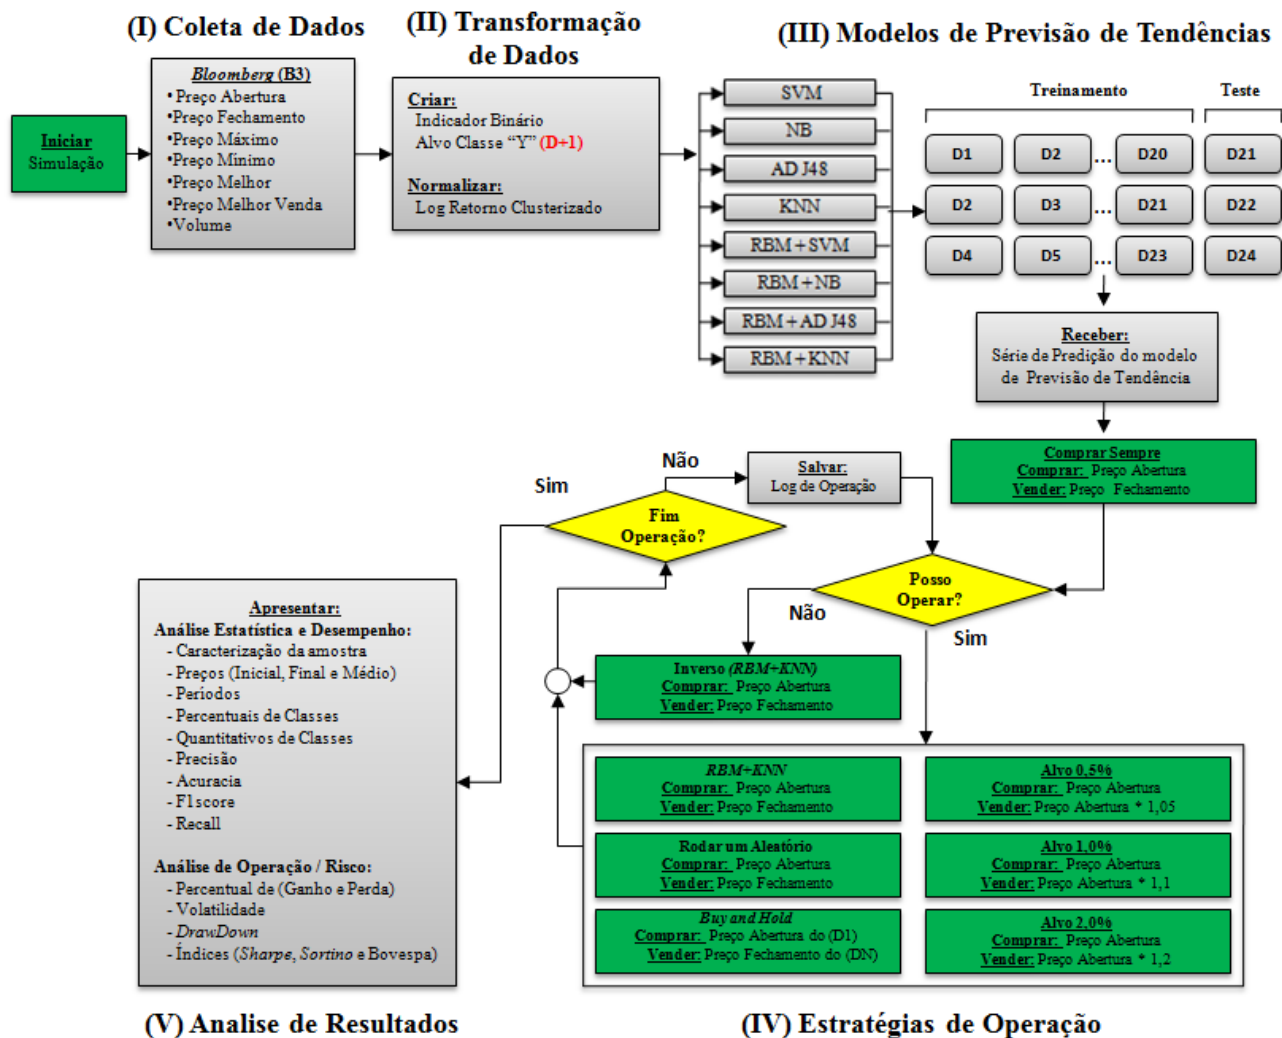 (I) Coleta de Dados
(II) Transformação
de Dados
(III) Modelos de Previsão de Tendências
Iniciar
Simulação
Bloomberg (B3)
•Preço Abertura
•Preço Fechamento
•Preço Máximo
•Preço Mínimo
•Preço Melhor
•Preço Melhor Venda
•Volume
Criar:
Indicador Binário
Alvo Classe “Y” (D+1)
Normalizar:
Log Retorno Clusterizado
SVM
NB
AD J48
KNN
RBM+SVM
RBM+NB
RBM+AD J48
RBM+KNN
Treinamento
Teste
D1 D2 ... D20 D21
D2 D3 ... D21 D22
D4 D5 ... D23 D24
Receber:
Série de Predição do modelo
de Previsão de Tendência
Comprar Sempre
Comprar: Preço Abertura
Vender: Preço Fechamento
Posso
Operar?
Não
Sim
Salvar:
Log de Operação
Não
Sim
Fim
Operação?
Inverso (RBM+KNN)
Comprar: Preço Abertura
Vender: Preço Fechamento
RBM+KNN
Comprar: Preço Abertura
Vender: Preço Fechamento
Alvo 0,5%
Comprar: Preço Abertura
Vender: Preço Abertura * 1,05
Rodar um Aleatório
Comprar: Preço Abertura
Vender: Preço Fechamento
Alvo 1,0%
Comprar: Preço Abertura
Vender: Preço Abertura * 1,1
Buy and Hold
Comprar: Preço Abertura do (D1)
Vender: Preço Fechamento do (DN)
Alvo 2,0%
Comprar: Preço Abertura
Vender: Preço Abertura * 1,2
(IV) Estratégias de Operação
Apresentar:
Análise Estatística e Desempenho:
- Caracterização da amostra
- Preços (Inicial, Final e Médio)
- Períodos
- Percentuais de Classes
- Quantitativos de Classes
- Precisão
- Acuracia
- F1score
- Recall
Análise de Operação / Risco:
- Percentual de (Ganho e Perda)
- Volatilidade
- DrawDown
- Índices (Sharpe, Sortino e Bovespa)
(V) Analise de Resultados